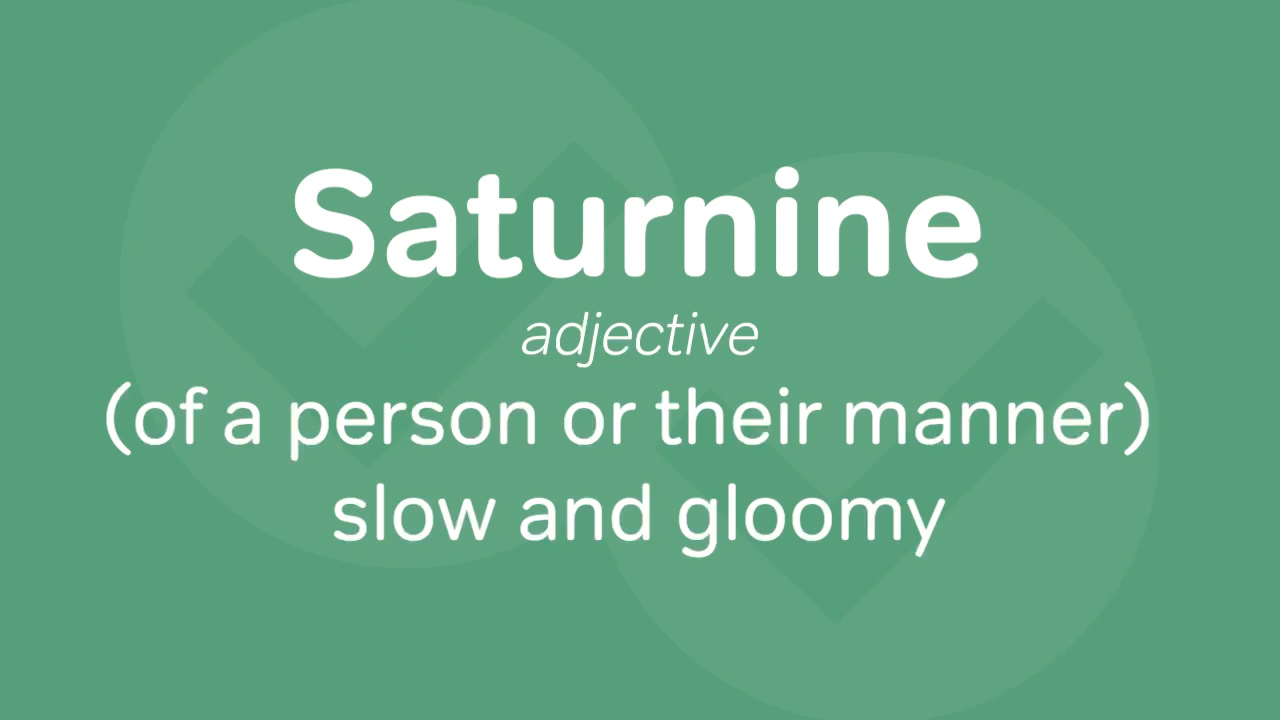 Saturnine
adjective
(of a person or their manner)
slow and gloomy